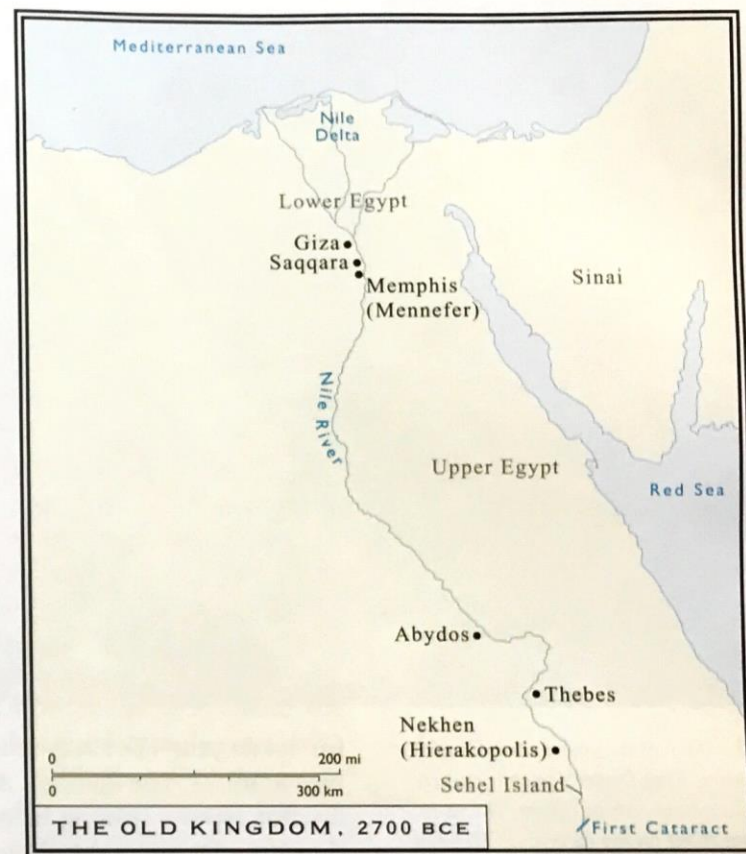 Mediterranean Sea
Nile
Delta
Lower Egypt
Giza
Saqqara
Memphis
(Mennefer)
Sinai
Nile River
Upper Egypt
Red Sea
Abydos
Thebes
Nekhen
(Hierakopolis)
0 200 mi
0 300 km
Sehel Island
First Cataract
THE OLD KINGDOM, 2700 BCE